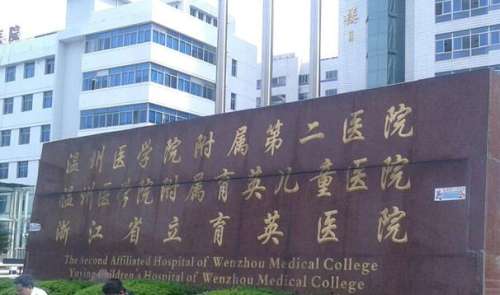 温州医学院附属第二医院
温州医学院附属育英儿童医院
浙江省立育英医院
The Second Affiliated Hospital of Wenzhou Medical College
Yuying Children's Hospital of Wenzhou Medical College